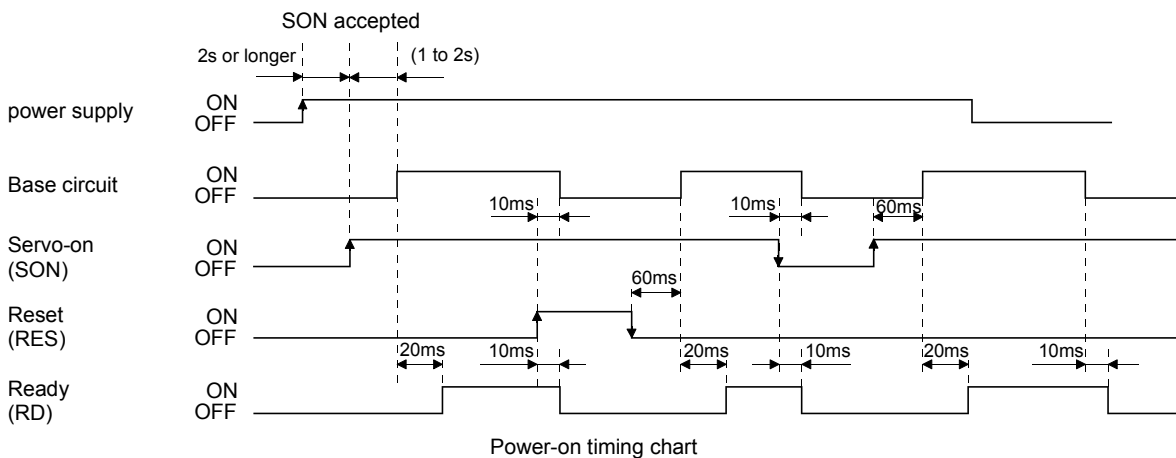 SON accepted
2s or longer
(1 to 2s)
power supply
ON
OFF
Base circuit
ON
OFF
10ms
10ms
60ms
Servo-on
(SON)
ON
OFF
60ms
Reset
(RES)
ON
OFF
20ms
10ms
20ms
10ms
20ms
10ms
Ready
(RD)
ON
OFF
Power-on timing chart